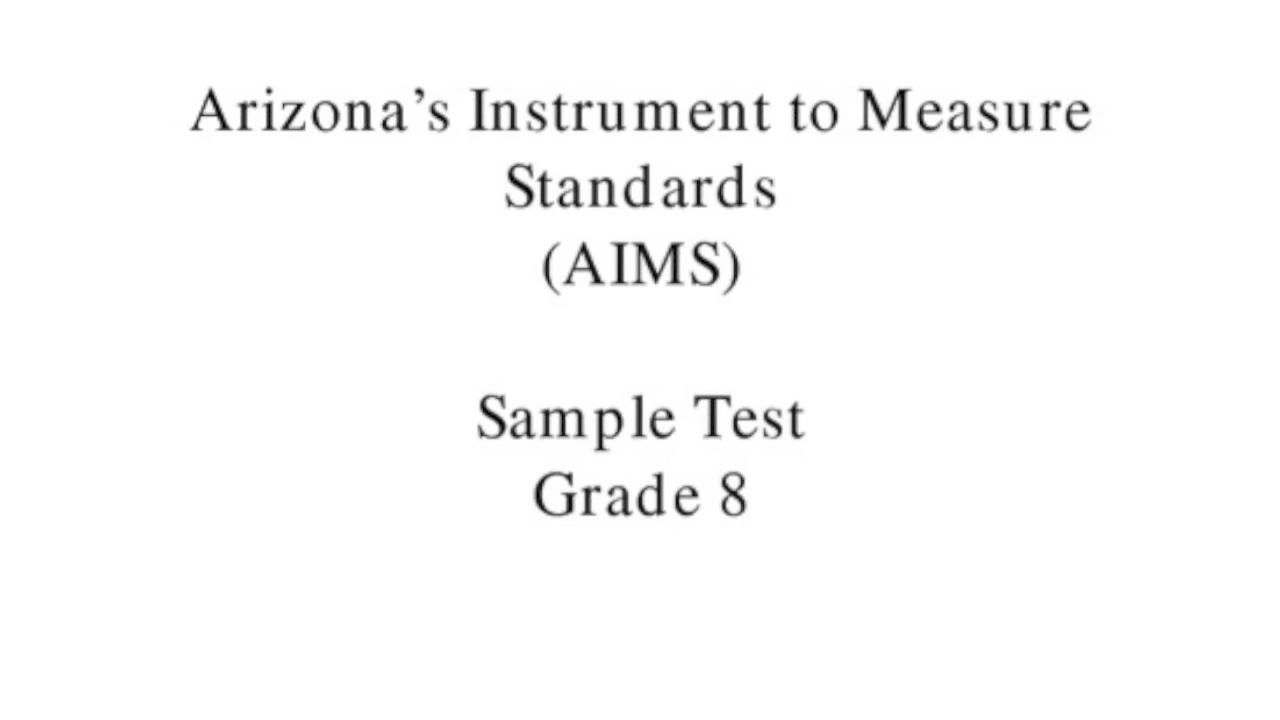 Arizona’s Instrument to Measure
Standards
(AIMS)
Sample Test
Grade 8